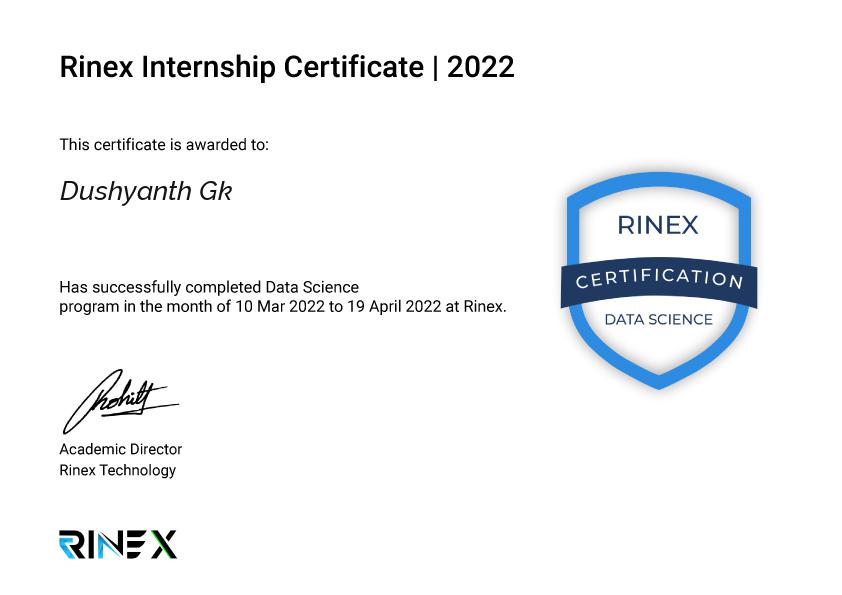 Rinex Internship Certificate | 2022
This certificate is awarded to:
Dushyanth Gk
Has successfully completed Data Science
program in the month of 10 Mar 2022 to 19 April 2022 at Rinex.
RINEX
CERTIFICATION
DATA SCIENCE
Academic Director
Rinex Technology
RINEX